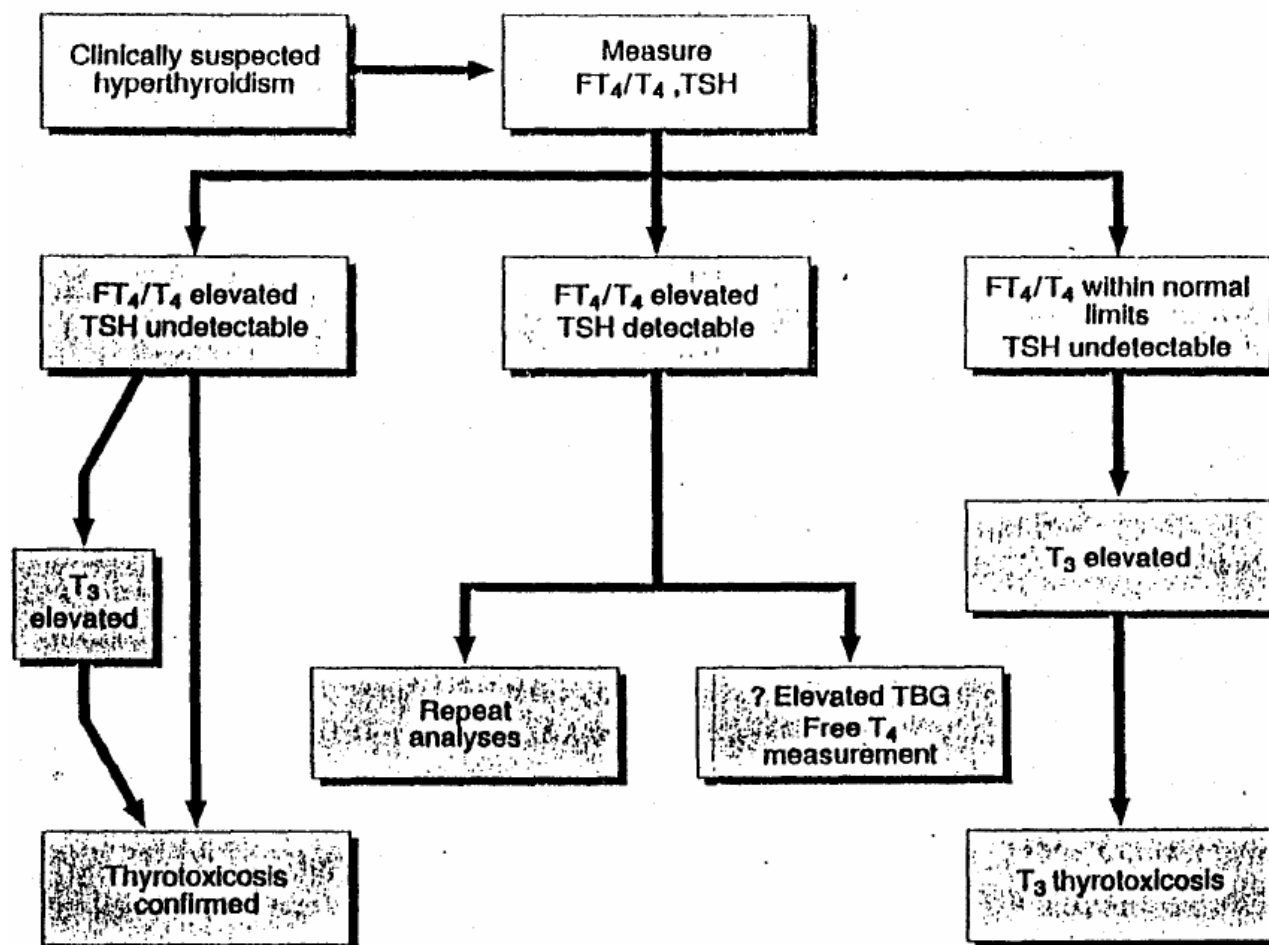 Clinically suspected
hyperthyroidism
Measure
FT₄/T₄ ,TSH
FT₄/T₄ elevated
TSH undetectable
FT₄/T₄ elevated
TSH detectable
FT₄/T₄ within normal
limits
TSH undetectable
T₃
elevated
T₃ elevated
Repeat
analyses
? Elevated TBG
Free T₄
measurement
Thyrotoxicosis
confirmed
T₃ thyrotoxicosis